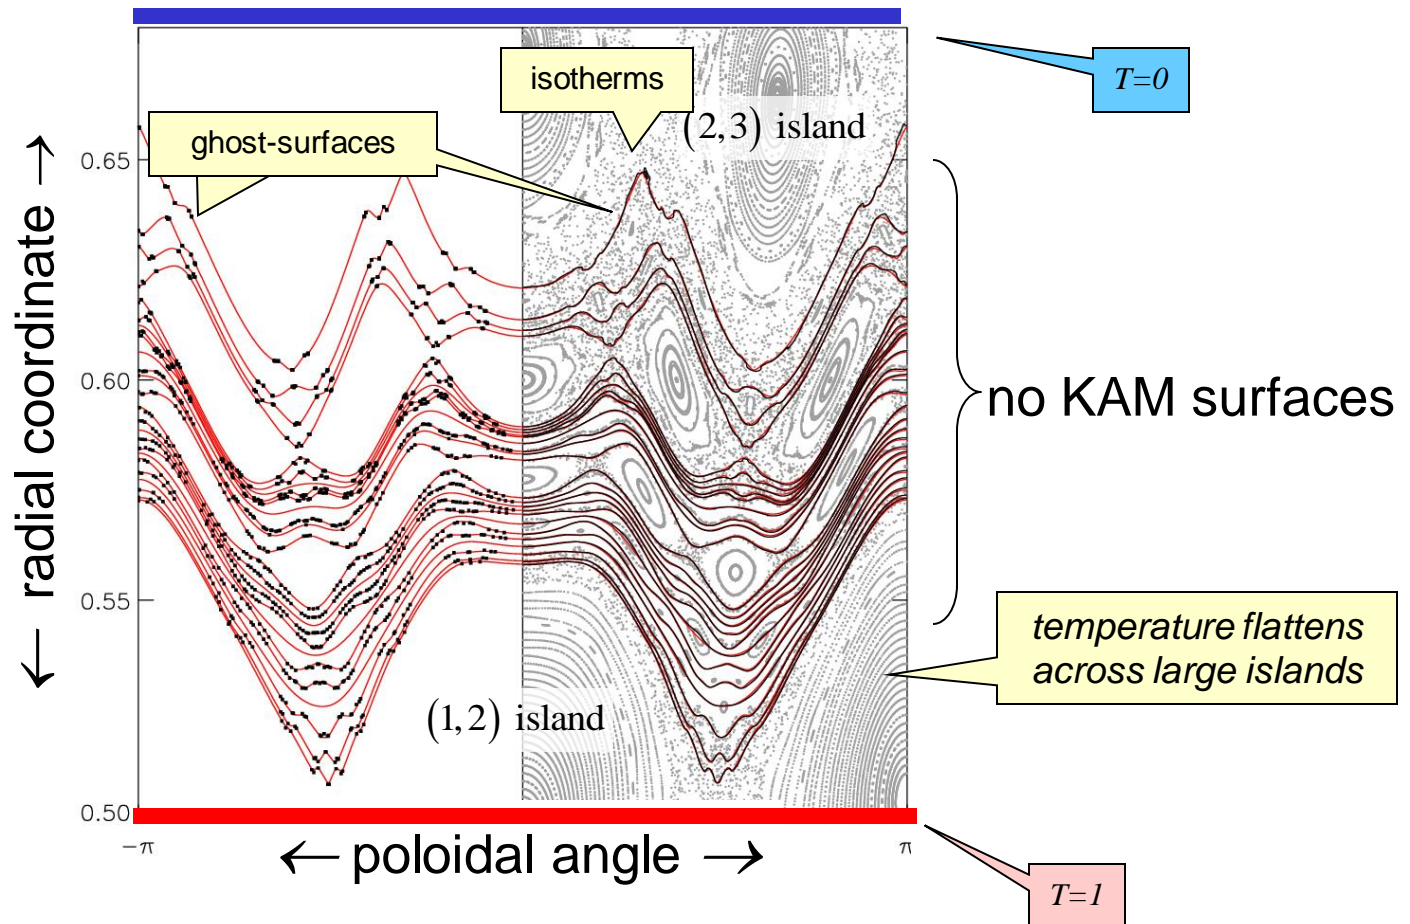 T=0
isotherms
(2,3) island
ghost-surfaces
0.65
0.60
0.55
0.50
← radial coordinate →
no KAM surfaces
temperature flattens
across large islands
(1,2) island
−π
π
← poloidal angle →
T=1